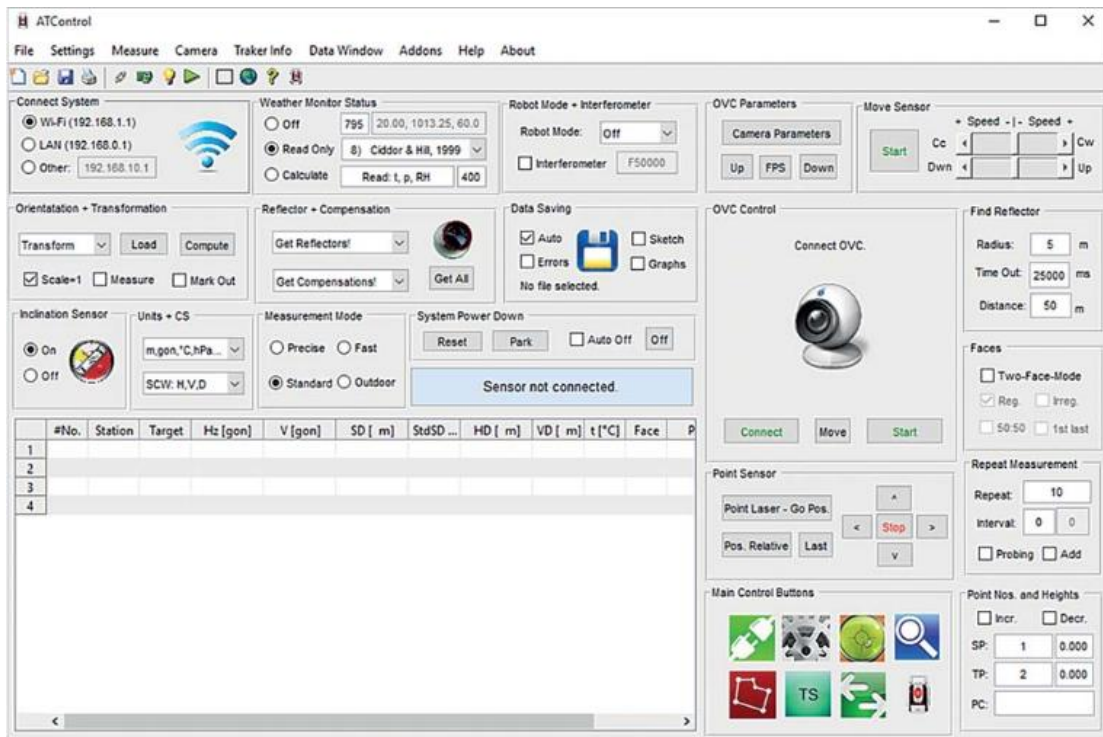 ATControl
File Settings Measure Camera Traker Info Data Window Addons Help About
Connect System
Wi-Fi (192.168.1.1)
LAN (192.168.0.1)
Other: 192.168.10.1
Weather Monitor Status
Off 795 20.00, 1013.25, 60.0
Read Only 8) Ciddor & Hill, 1999
Calculate Read: t, p, RH 400
Robot Mode + Interferometer
Robot Mode: Off
Interferometer F50000
OVC Parameters
Camera Parameters
Up FPS Down
Move Sensor
+ Speed -|- Speed +
Start Cc Cw
Dwn Up
Orientatation + Transformation
Transform Load Compute
Scale=1 Measure Mark Out
Reflector + Compensation
Get Reflectors!
Get Compensations! Get All
Data Saving
Auto Sketch
Errors Graphs
No file selected.
OVC Control
Connect OVC.
Connect Move Start
Find Reflector
Radius: 5 m
Time Out: 25000 ms
Distance: 50 m
Inclination Sensor
On
Off
Units + CS
m,gon,°C,hPa...
SCW: H,V,D
Measurement Mode
Precise Fast
Standard Outdoor
System Power Down
Reset Park Auto Off Off
Sensor not connected.
Faces
Two-Face-Mode
Reg. Irreg.
50:50 1st last
#No. Station Target Hz [gon] V [gon] SD [ m] StdSD ... HD [ m] VD [ m] t [°C] Face P
1
2
3
4
Point Sensor
Point Laser - Go Pos. ^
< Stop >
Pos. Relative Last v
Repeat Measurement
Repeat: 10
Interval: 0 0
Probing Add
Main Control Buttons
TS
Point Nos. and Heights
Incr. Decr.
SP: 1 0.000
TP: 2 0.000
PC: